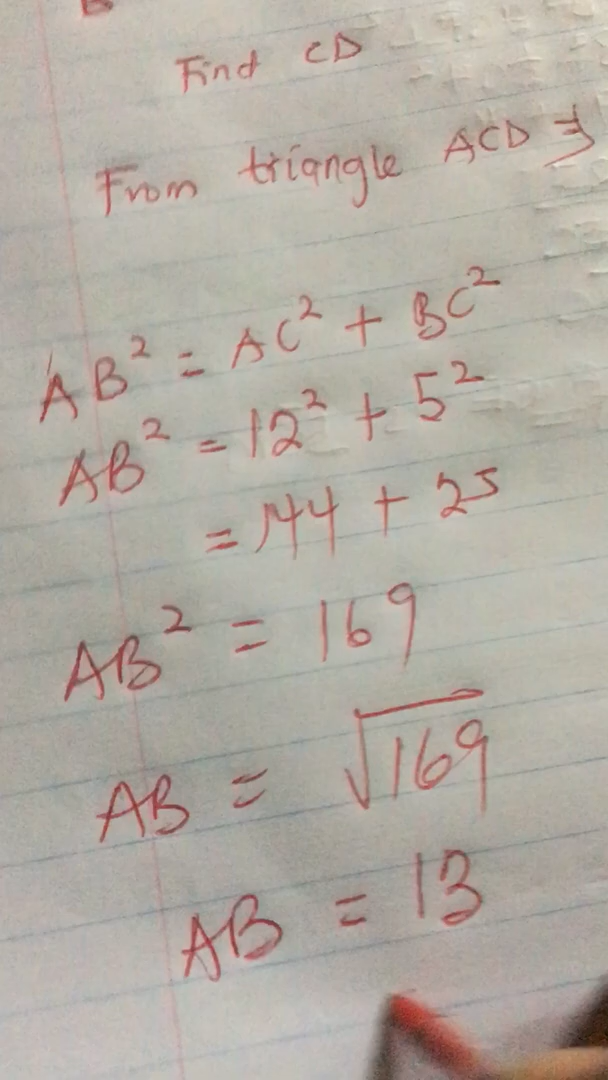 Find CD
From triangle ACD ⇒
AB² = AC² + BC²
AB² = 12² + 5²
= 144 + 25
AB² = 169
AB = √169
AB = 13